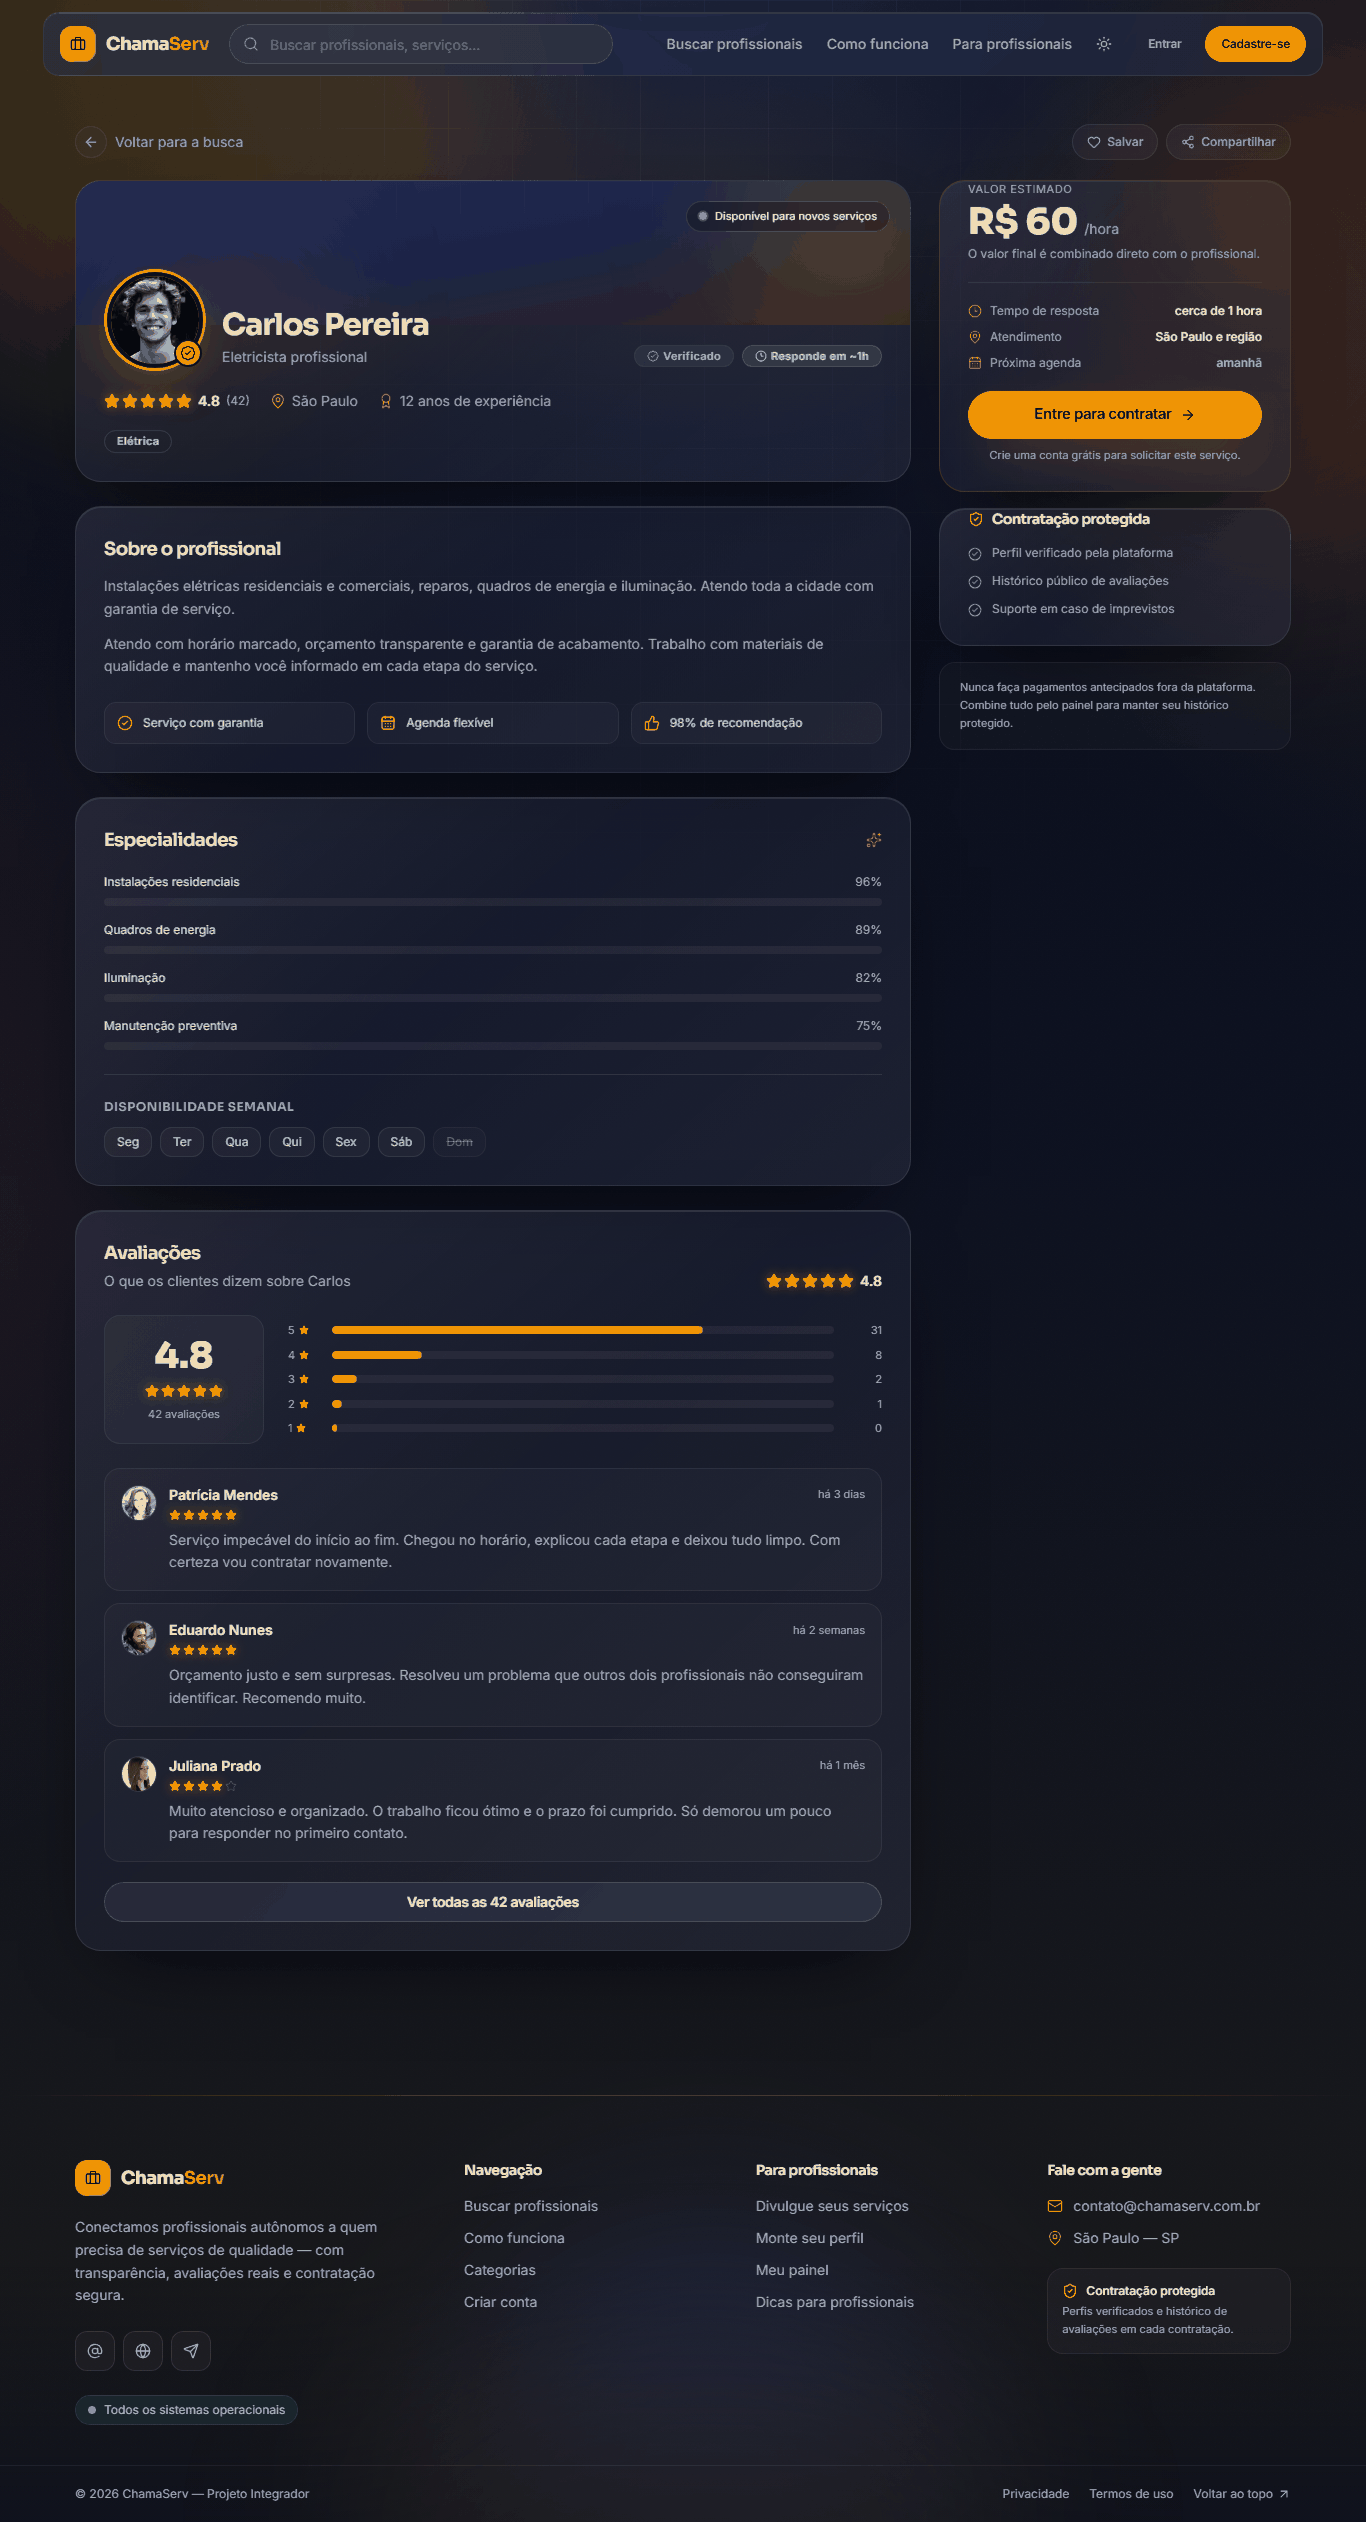 ChamaServ
Buscar profissionais, serviços...
Buscar profissionais
Como funciona
Para profissionais
Entrar
Cadastre-se
Voltar para a busca
Salvar
Compartilhar
Disponível para novos serviços
Carlos Pereira
Eletricista profissional
Verificado
Responde em ~1h
4.8 (42)
São Paulo
12 anos de experiência
Elétrica
VALOR ESTIMADO
R$ 60 /hora
O valor final é combinado direto com o profissional.
Tempo de resposta
cerca de 1 hora
Atendimento
São Paulo e região
Próxima agenda
amanhã
Entre para contratar
Crie uma conta grátis para solicitar este serviço.
Contratação protegida
Perfil verificado pela plataforma
Histórico público de avaliações
Suporte em caso de imprevistos
Nunca faça pagamentos antecipados fora da plataforma.
Combine tudo pelo painel para manter seu histórico
protegido.
Sobre o profissional
Instalações elétricas residenciais e comerciais, reparos, quadros de energia e iluminação. Atendo toda a cidade com
garantia de serviço.
Atendo com horário marcado, orçamento transparente e garantia de acabamento. Trabalho com materiais de
qualidade e mantenho você informado em cada etapa do serviço.
Serviço com garantia
Agenda flexível
98% de recomendação
Especialidades
Instalações residenciais
96%
Quadros de energia
89%
Iluminação
82%
Manutenção preventiva
75%
DISPONIBILIDADE SEMANAL
Seg
Ter
Qua
Qui
Sex
Sáb
Dom
Avaliações
O que os clientes dizem sobre Carlos
4.8
4.8
42 avaliações
5
31
4
8
3
2
2
1
1
0
Patrícia Mendes
há 3 dias
Serviço impecável do início ao fim. Chegou no horário, explicou cada etapa e deixou tudo limpo. Com
certeza vou contratar novamente.
Eduardo Nunes
há 2 semanas
Orçamento justo e sem surpresas. Resolveu um problema que outros dois profissionais não conseguiram
identificar. Recomendo muito.
Juliana Prado
há 1 mês
Muito atencioso e organizado. O trabalho ficou ótimo e o prazo foi cumprido. Só demorou um pouco
para responder no primeiro contato.
Ver todas as 42 avaliações
ChamaServ
Conectamos profissionais autônomos a quem
precisa de serviços de qualidade — com
transparência, avaliações reais e contratação
segura.
Todos os sistemas operacionais
Navegação
Buscar profissionais
Como funciona
Categorias
Criar conta
Para profissionais
Divulgue seus serviços
Monte seu perfil
Meu painel
Dicas para profissionais
Fale com a gente
contato@chamaserv.com.br
São Paulo — SP
Contratação protegida
Perfis verificados e histórico de
avaliações em cada contratação.
© 2026 ChamaServ — Projeto Integrador
Privacidade
Termos de uso
Voltar ao topo